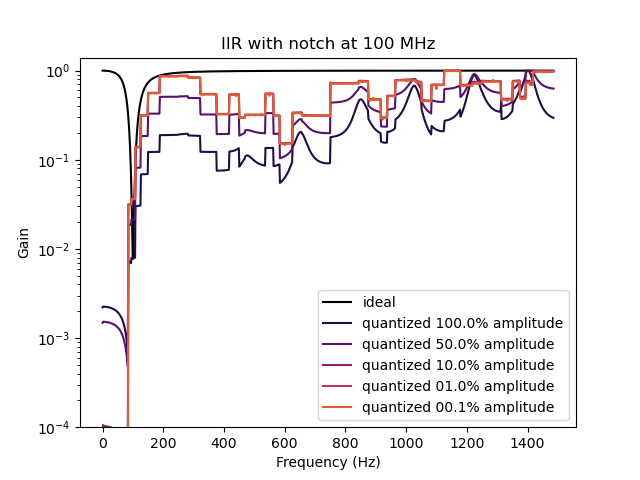 IIR with notch at 100 MHz
10⁰
10⁻¹
10⁻²
10⁻³
10⁻⁴
Gain
ideal
quantized 100.0% amplitude
quantized 50.0% amplitude
quantized 10.0% amplitude
quantized 01.0% amplitude
quantized 00.1% amplitude
0 200 400 600 800 1000 1200 1400
Frequency (Hz)